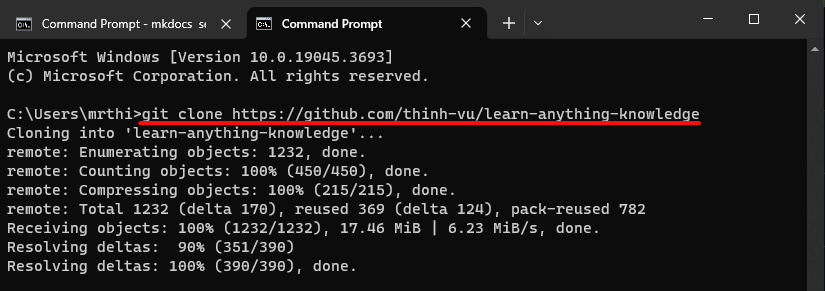 Command Prompt - mkdocs se
Command Prompt
Microsoft Windows [Version 10.0.19045.3693]
(c) Microsoft Corporation. All rights reserved.
C:\Users\mrthi>git clone https://github.com/thinh-vu/learn-anything-knowledge
Cloning into 'learn-anything-knowledge'...
remote: Enumerating objects: 1232, done.
remote: Counting objects: 100% (450/450), done.
remote: Compressing objects: 100% (215/215), done.
remote: Total 1232 (delta 170), reused 369 (delta 124), pack-reused 782
Receiving objects: 100% (1232/1232), 17.46 MiB | 6.23 MiB/s, done.
Resolving deltas:  90% (351/390)
Resolving deltas: 100% (390/390), done.